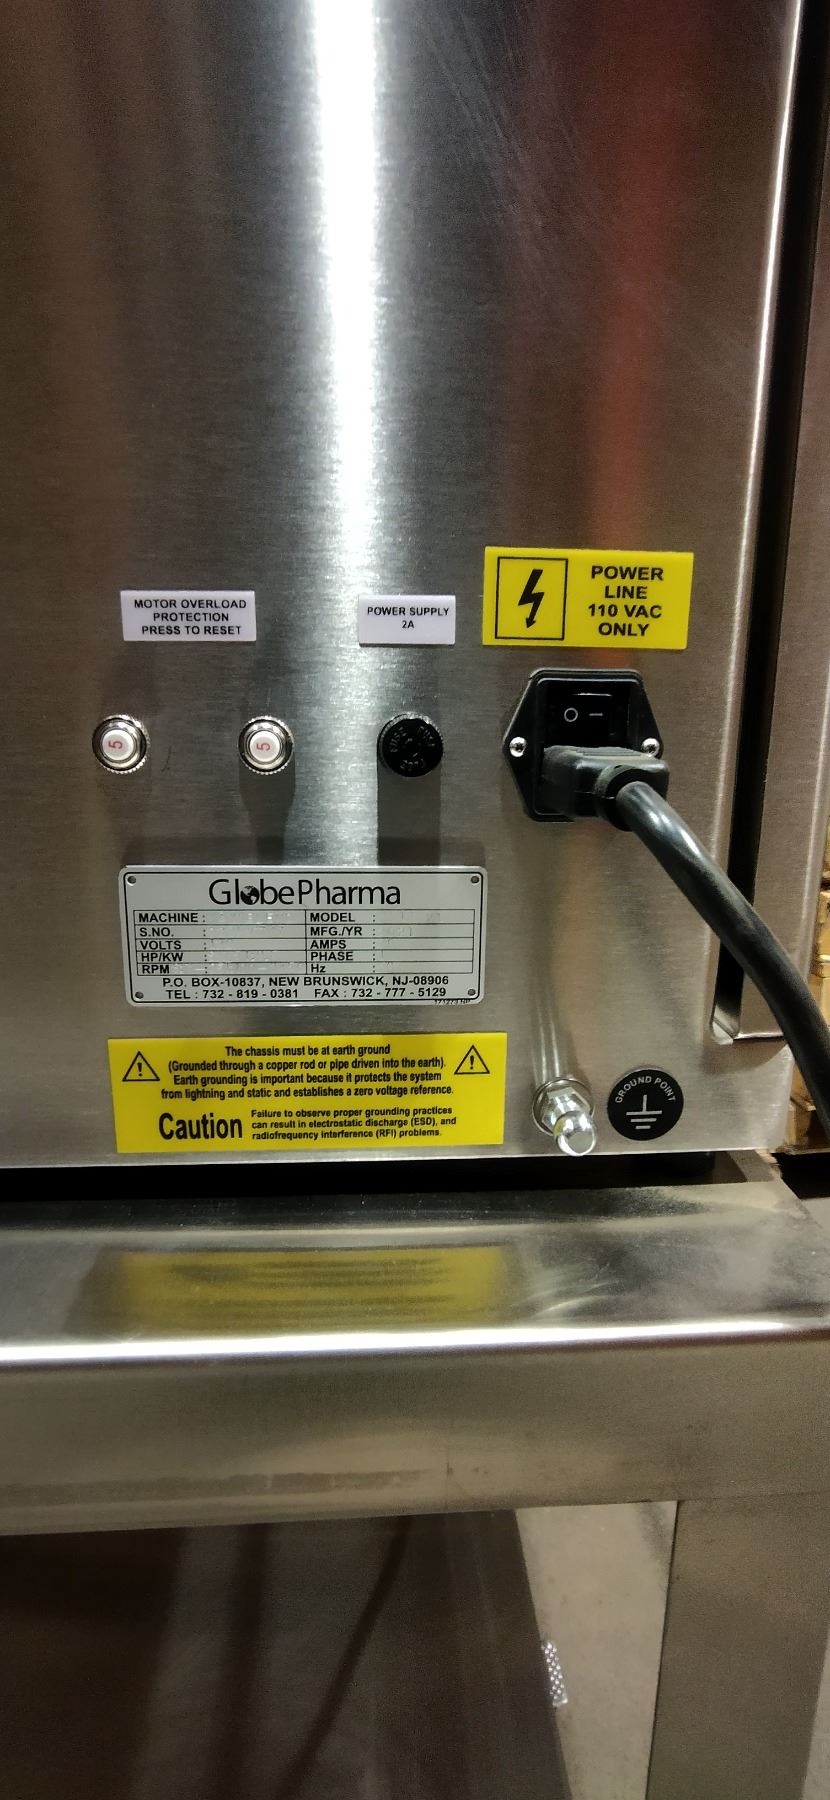 MOTOR OVERLOAD
PROTECTION
PRESS TO RESET
POWER SUPPLY
2A
POWER
LINE
110 VAC
ONLY
5
5
FUSE
FUSE
O I
GlobePharma
MACHINE : MODEL :
S.NO. : MFG./YR :
VOLTS : AMPS :
HP/KW : PHASE :
RPM Hz :
P.O. BOX-10837, NEW BRUNSWICK, NJ-08906
TEL : 732 - 819 - 0381 FAX : 732 - 777 - 5129
The chassis must be at earth ground
(Grounded through a copper rod or pipe driven into the earth).
Earth grounding is important because it protects the system
from lightning and static and establishes a zero voltage reference.
Caution
Failure to observe proper grounding practices
can result in electrostatic discharge (ESD), and
radiofrequency interference (RFI) problems.
GROUND POINT